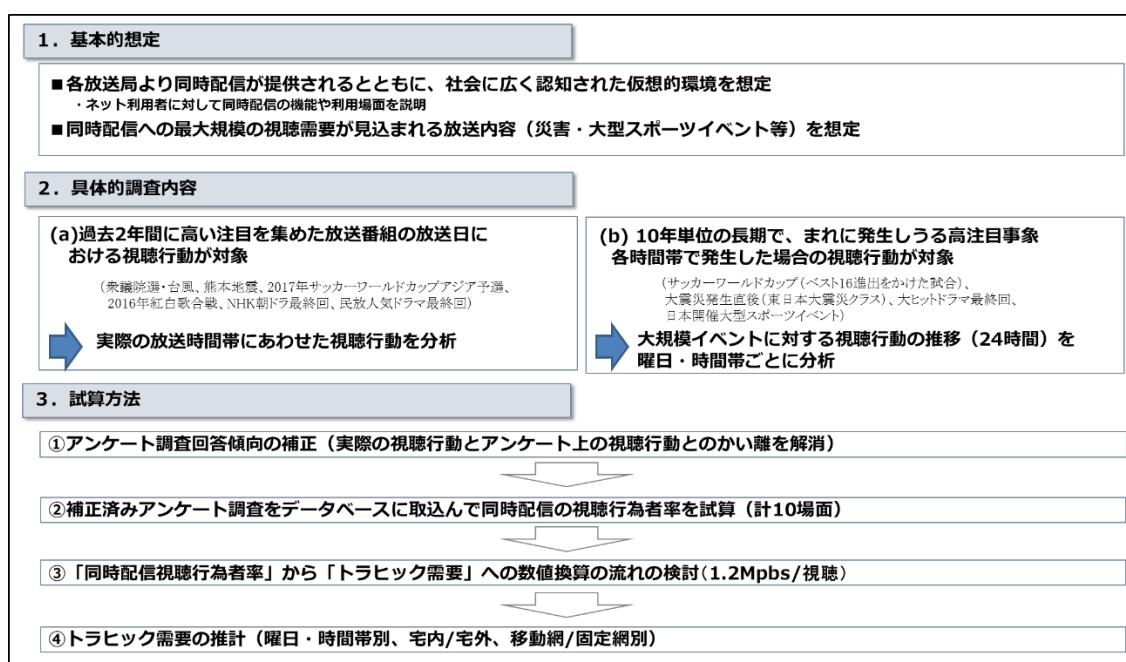 1．基本的想定
■各放送局より同時配信が提供されるとともに、社会に広く認知された仮想的環境を想定
・ネット利用者に対して同時配信の機能や利用場面を説明
■同時配信への最大規模の視聴需要が見込まれる放送内容（災害・大型スポーツイベント等）を想定
2．具体的調査内容
(a)過去2年間に高い注目を集めた放送番組の放送日に
おける視聴行動が対象
（衆議院選・台風、熊本地震、2017年サッカーワールドカップアジア予選、
2016年紅白歌合戦、NHK朝ドラ最終回、民放人気ドラマ最終回）
実際の放送時間帯にあわせた視聴行動を分析
(b) 10年単位の長期で、まれに発生しうる高注目事象
各時間帯で発生した場合の視聴行動が対象
（サッカーワールドカップ（ベスト16進出をかけた試合）、
大震災発生直後（東日本大震災クラス）、大ヒットドラマ最終回、
日本開催大型スポーツイベント）
大規模イベントに対する視聴行動の推移（24時間）を
曜日・時間帯ごとに分析
3．試算方法
①アンケート調査回答傾向の補正（実際の視聴行動とアンケート上の視聴行動とのかい離を解消）
②補正済みアンケート調査をデータベースに取込んで同時配信の視聴行為者率を試算（計10場面）
③「同時配信視聴行為者率」から「トラヒック需要」への数値換算の流れの検討（1.2Mpbs/視聴）
④トラヒック需要の推計（曜日・時間帯別、宅内/宅外、移動網/固定網別）